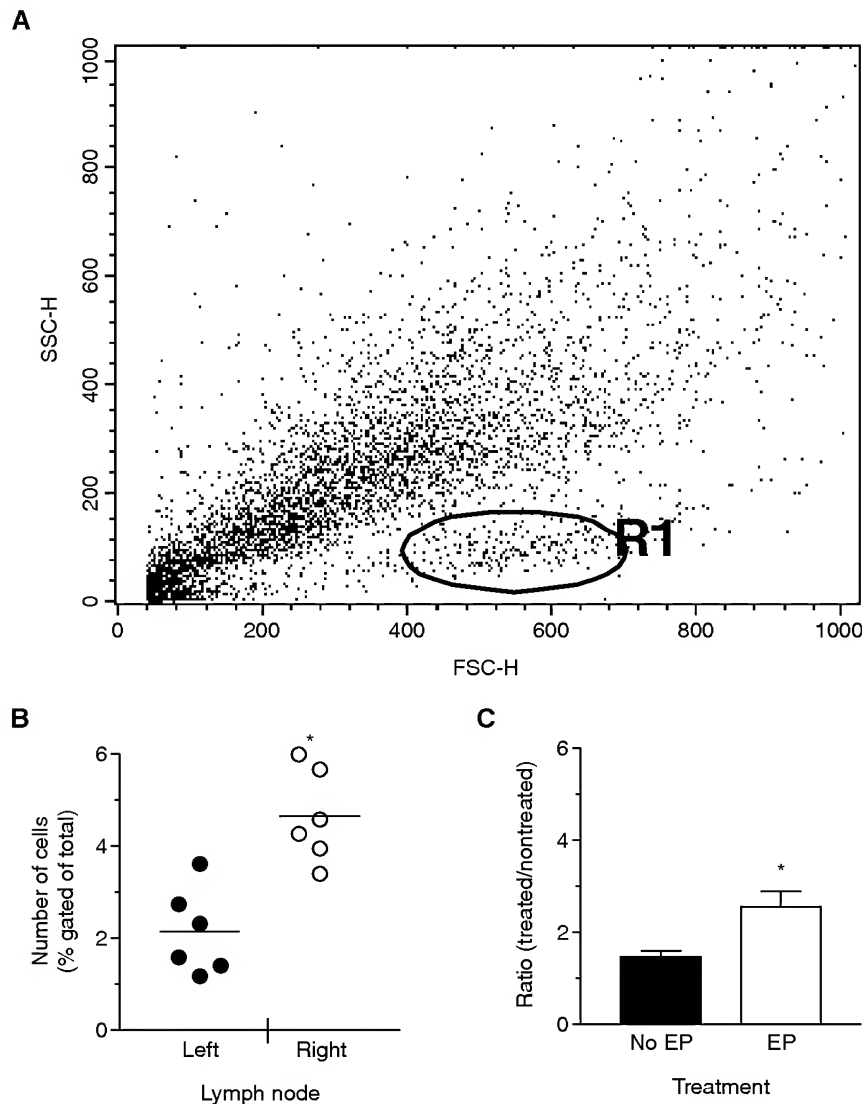 A
1000
800
600
400
200
0
SSC-H
R1
0 200 400 600 800 1000
FSC-H
B
Number of cells
(% gated of total)
6
4
2
0
*
Left Right
Lymph node
C
Ratio (treated/nontreated)
6
4
2
0
*
No EP EP
Treatment